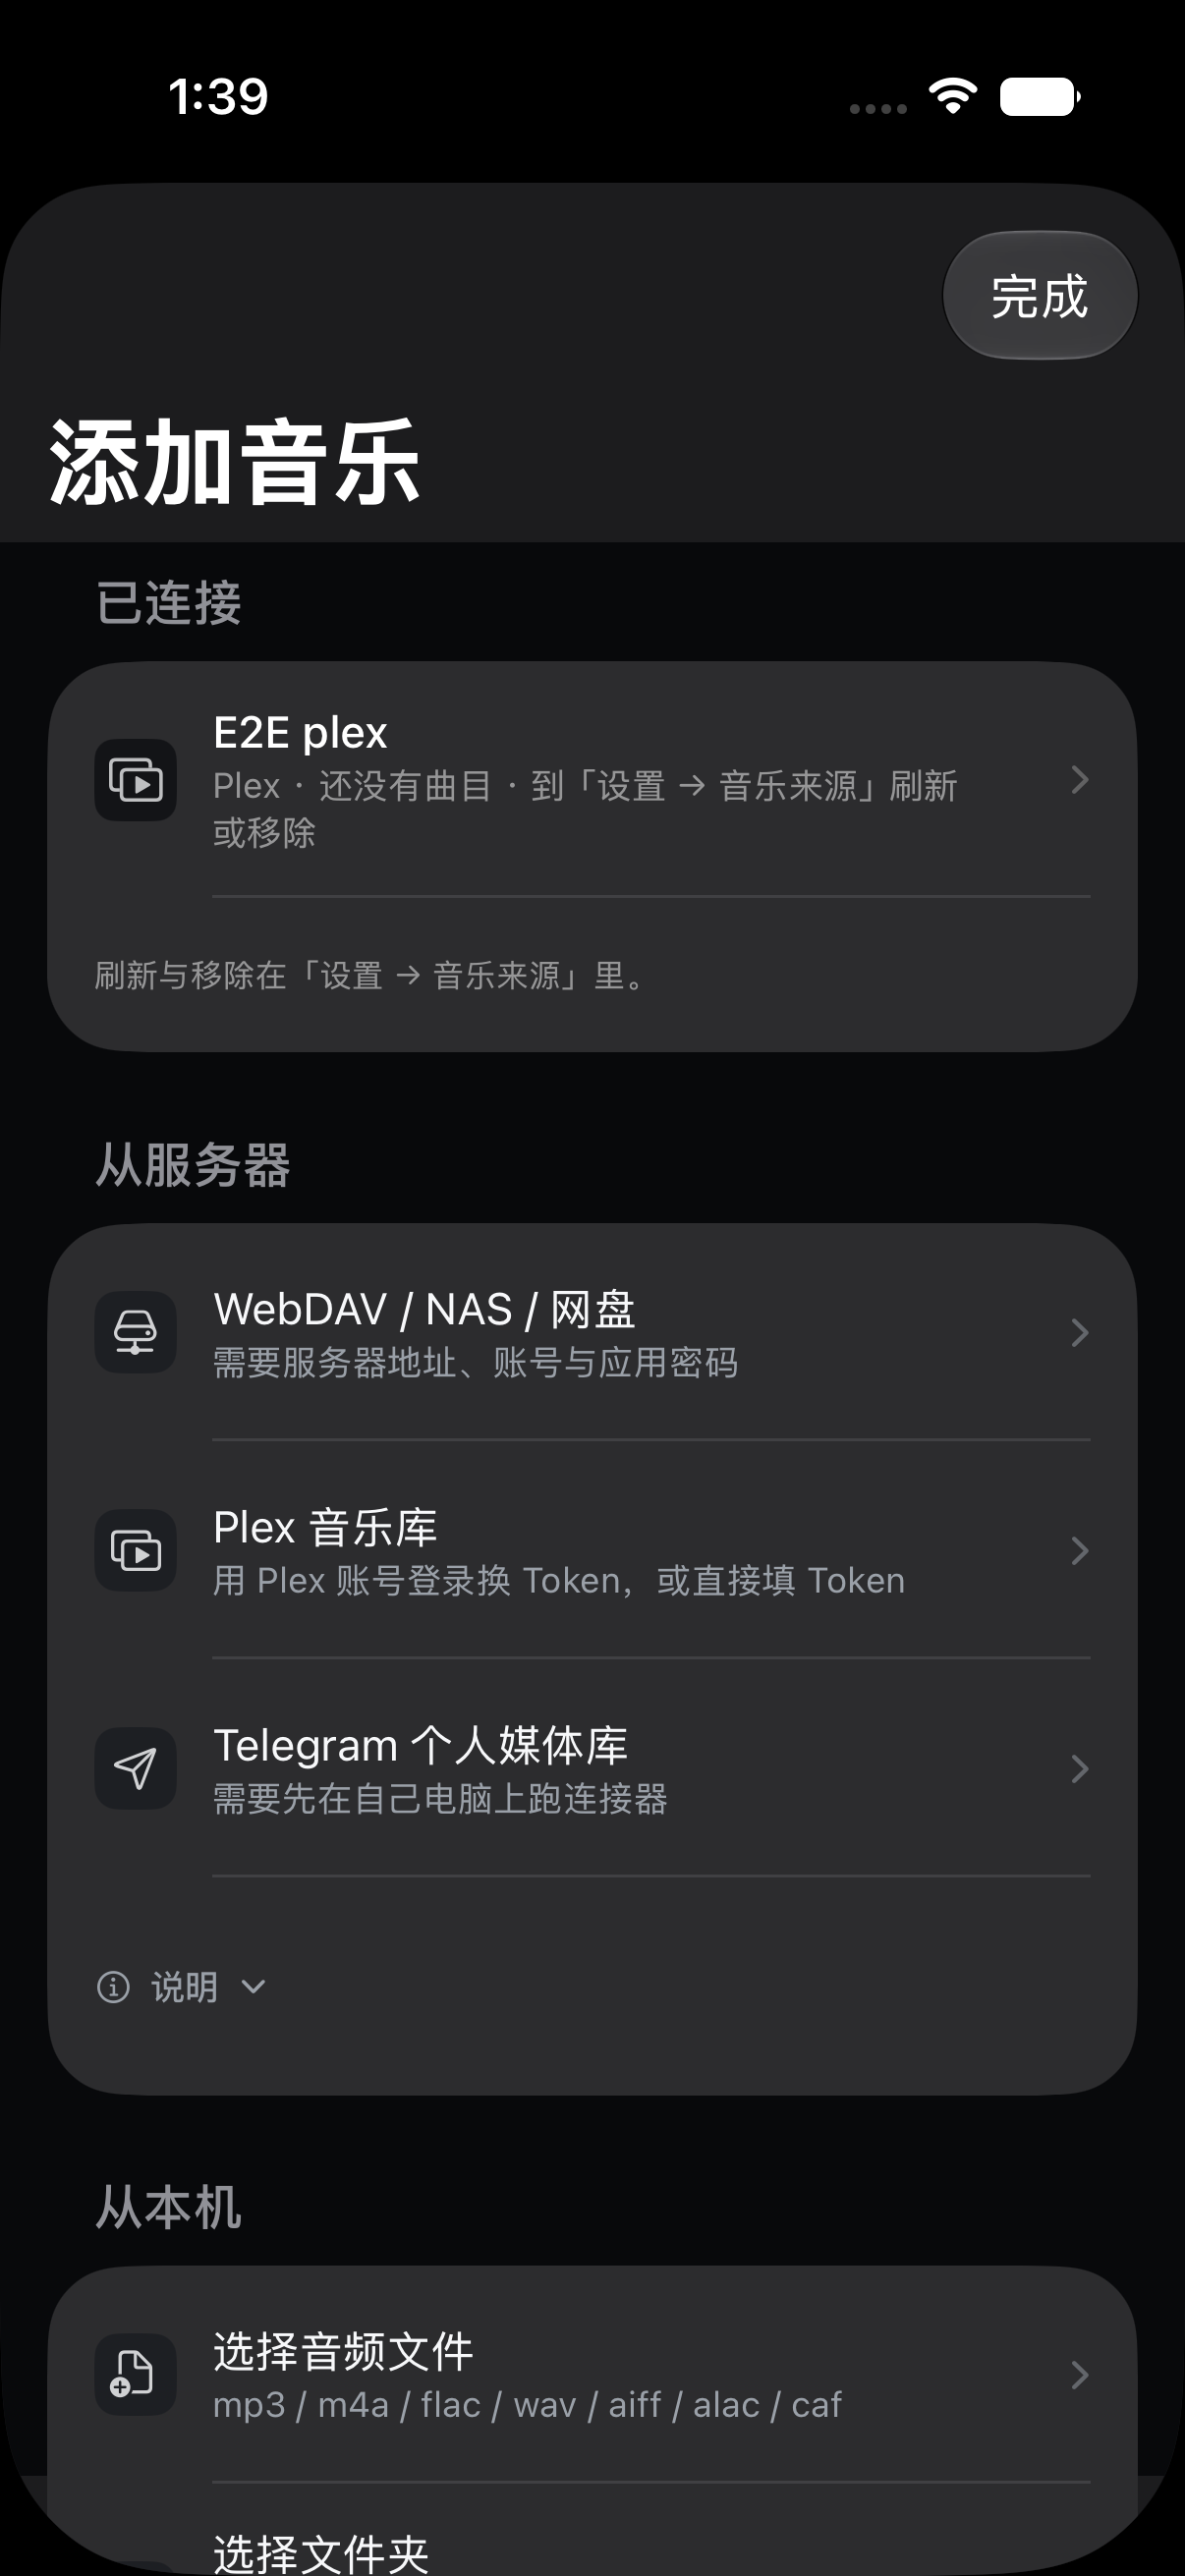 1:39
完成
添加音乐
已连接
E2E plex
Plex · 还没有曲目 · 到「设置 → 音乐来源」刷新
或移除
刷新与移除在「设置 → 音乐来源」里。
从服务器
WebDAV / NAS / 网盘
需要服务器地址、账号与应用密码
Plex 音乐库
用 Plex 账号登录换 Token，或直接填 Token
Telegram 个人媒体库
需要先在自己电脑上跑连接器
说明
从本机
选择音频文件
mp3 / m4a / flac / wav / aiff / alac / caf
选择文件夹